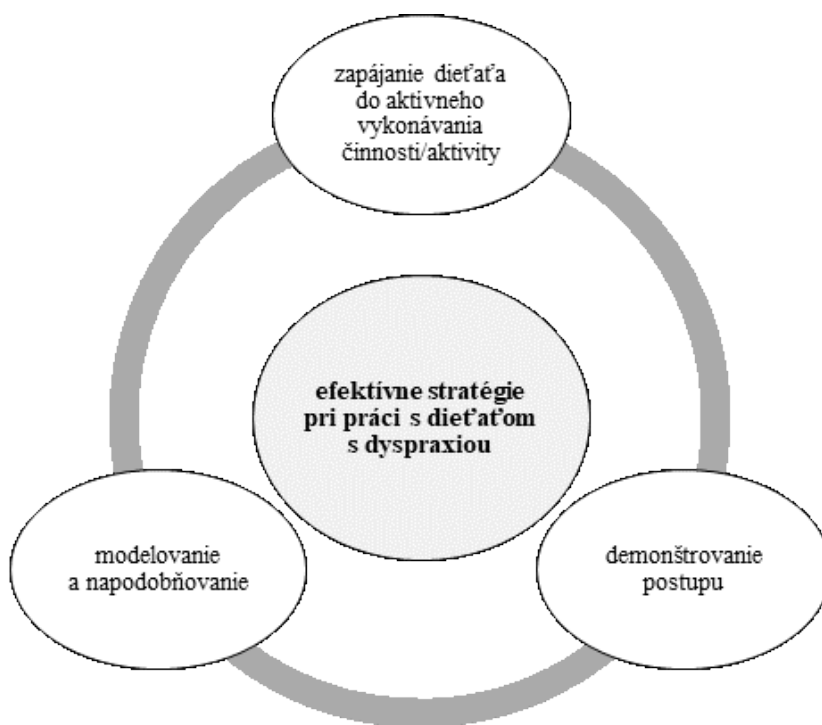 zapájanie dieťaťa
do aktívneho
vykonávania
činnosti/aktivity
efektívne stratégie
pri práci s dieťaťom
s dyspraxiou
modelovanie
a napodobňovanie
demonštrovanie
postupu